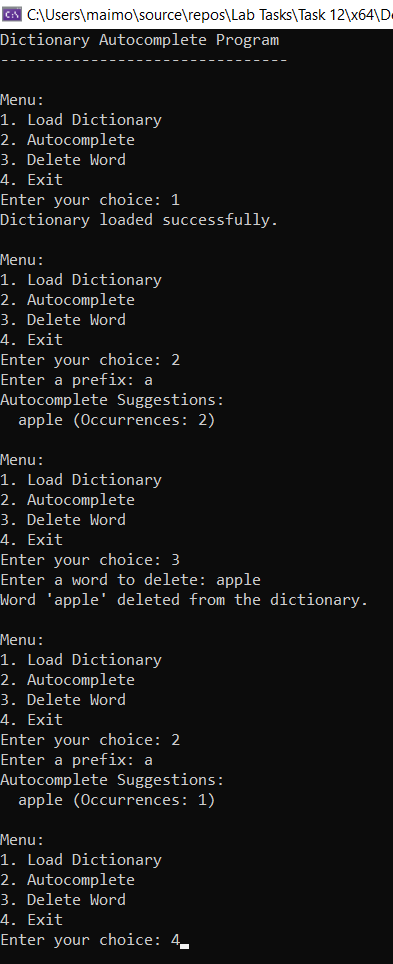 C:\Users\maimo\source\repos\Lab Tasks\Task 12\x64\De
Dictionary Autocomplete Program
--------------------------------

Menu:
1. Load Dictionary
2. Autocomplete
3. Delete Word
4. Exit
Enter your choice: 1
Dictionary loaded successfully.

Menu:
1. Load Dictionary
2. Autocomplete
3. Delete Word
4. Exit
Enter your choice: 2
Enter a prefix: a
Autocomplete Suggestions:
  apple (Occurrences: 2)

Menu:
1. Load Dictionary
2. Autocomplete
3. Delete Word
4. Exit
Enter your choice: 3
Enter a word to delete: apple
Word 'apple' deleted from the dictionary.

Menu:
1. Load Dictionary
2. Autocomplete
3. Delete Word
4. Exit
Enter your choice: 2
Enter a prefix: a
Autocomplete Suggestions:
  apple (Occurrences: 1)

Menu:
1. Load Dictionary
2. Autocomplete
3. Delete Word
4. Exit
Enter your choice: 4